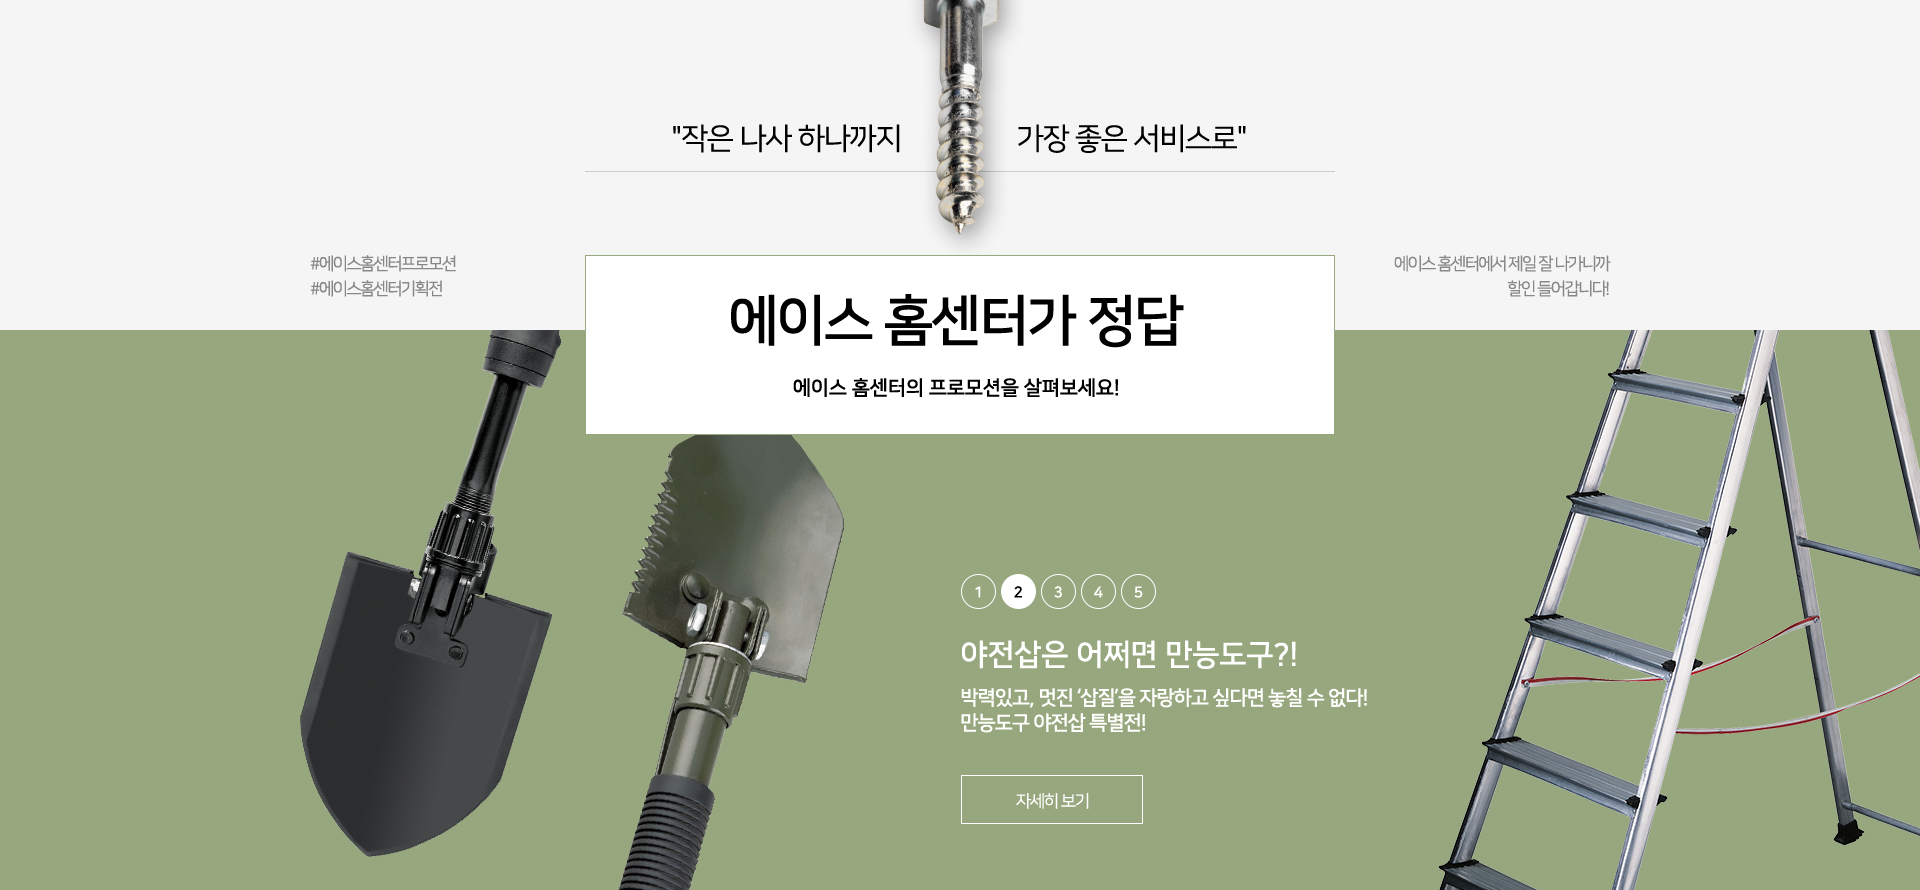 "작은 나사 하나까지 가장 좋은 서비스로"
#에이스홈센터프로모션
#에이스홈센터기획전
에이스 홈센터에서 제일 잘 나가니까
할인 들어갑니다!
에이스 홈센터가 정답
에이스 홈센터의 프로모션을 살펴보세요!
1 2 3 4 5
야전삽은 어쩌면 만능도구?!
박력있고, 멋진 ‘삽질’을 자랑하고 싶다면 놓칠 수 없다!
만능도구 야전삽 특별전!
자세히 보기